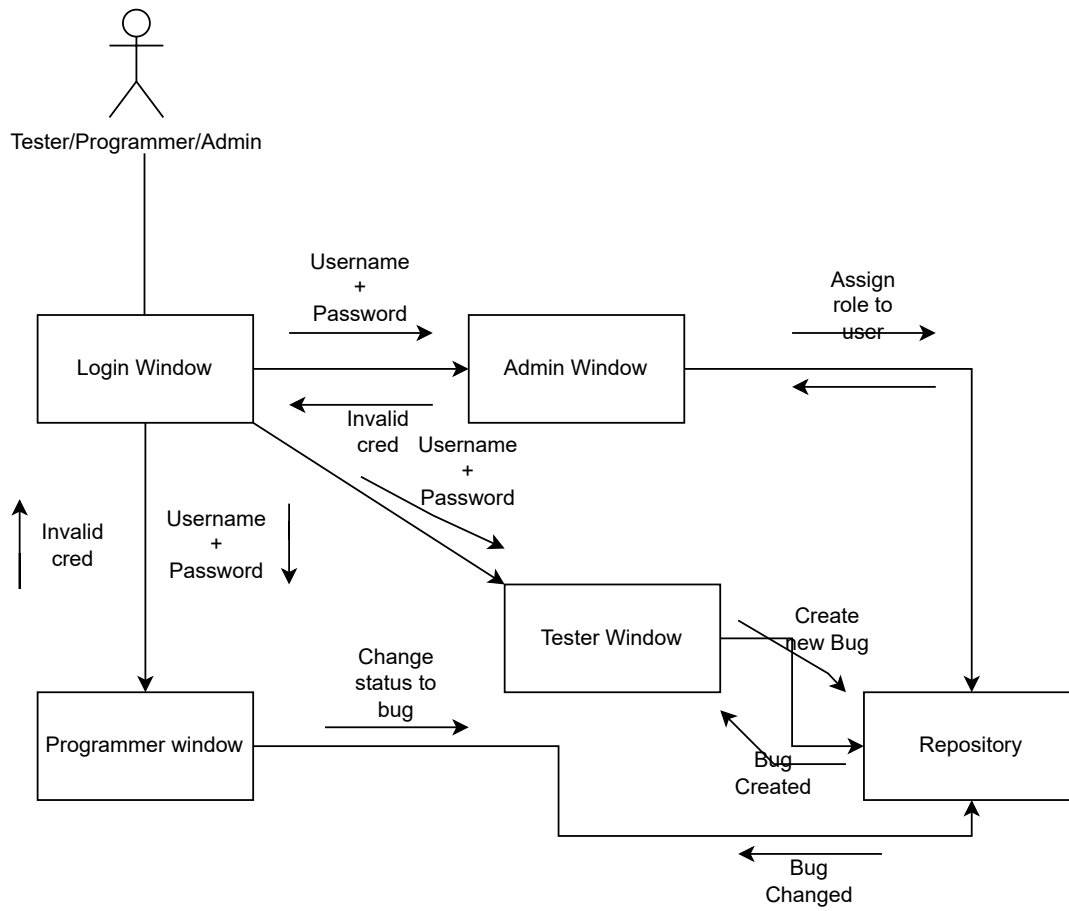 Tester/Programmer/Admin
Username
+
Password
Assign
role to
user
Login Window
Admin Window
Invalid
cred
Username
+
Password
Invalid
cred
Username
+
Password
Tester Window
Create
new Bug
Change
status to
bug
Programmer window
Repository
Bug
Created
Bug
Changed